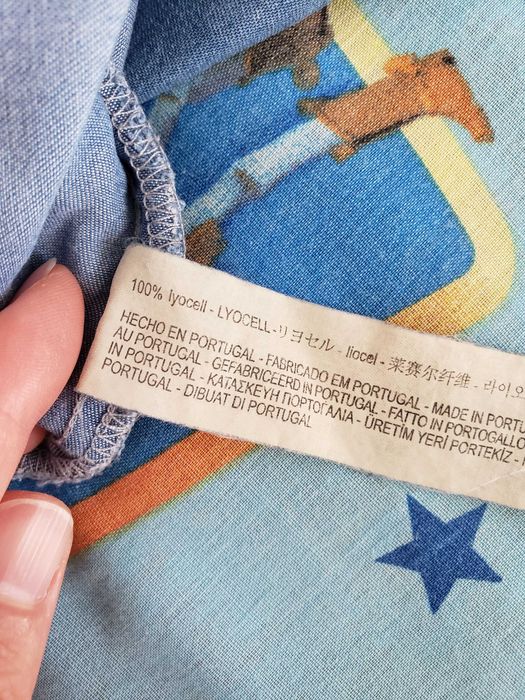 100% lyocell - LYOCELL - リヨセル - liocel - 莱赛尔纤维 - 라이오
HECHO EN PORTUGAL - FABRICADO EM PORTUGAL - MADE IN PORTU
AU PORTUGAL - GEFABRICEERD IN PORTUGAL - FATTO IN PORTOGALLO
IN PORTUGAL - ΚΑΤΑΣΚΕΥΗ ΠΟΡΤΟΓΑΛΙΑ - ÜRETİM YERİ PORTEKİZ -
PORTUGAL - DIBUAT DI PORTUGAL